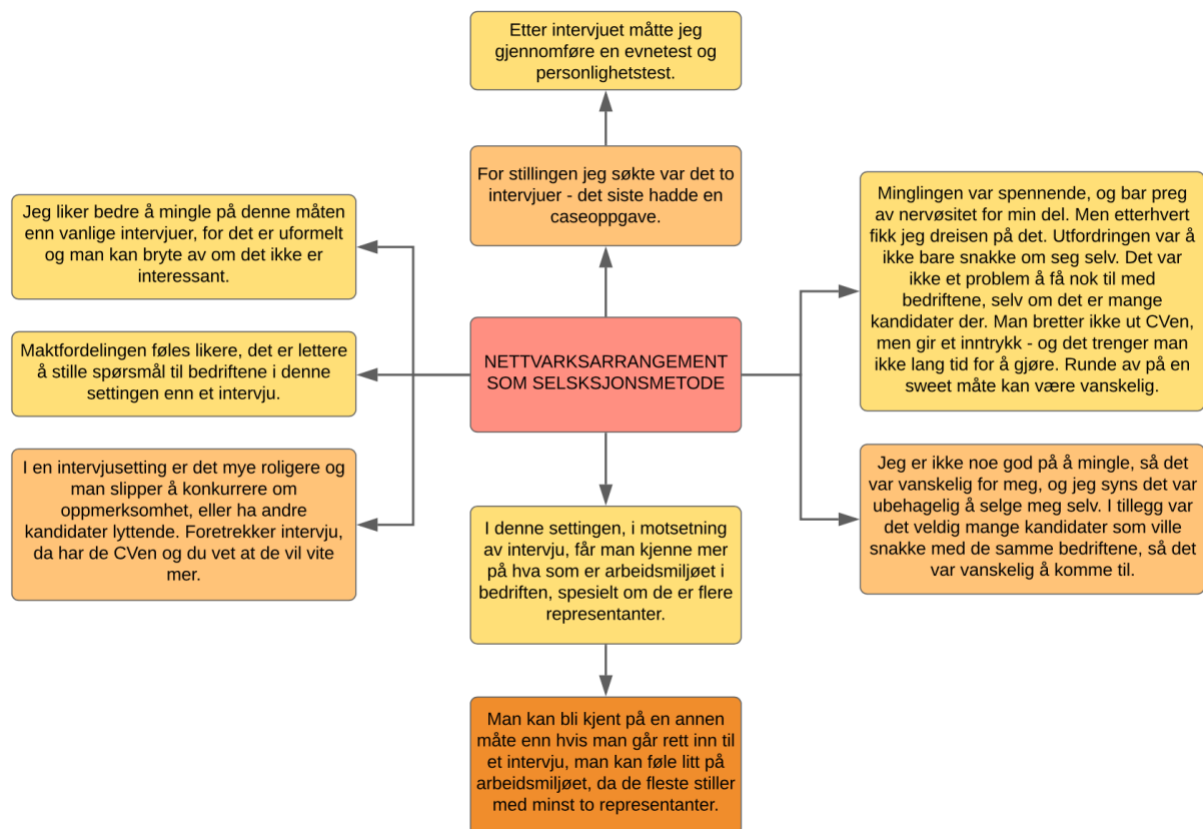 Etter intervjuet måtte jeg
gjennomføre en evnetest og
personlighetstest.
For stillingen jeg søkte var det to
intervjuer - det siste hadde en
caseoppgave.
Jeg liker bedre å mingle på denne måten
enn vanlige intervjuer, for det er uformelt
og man kan bryte av om det ikke er
interessant.
Maktfordelingen føles likere, det er lettere
å stille spørsmål til bedriftene i denne
settingen enn et intervju.
I en intervjusetting er det mye roligere og
man slipper å konkurrere om
oppmerksomhet, eller ha andre
kandidater lyttende. Foretrekker intervju,
da har de CVen og du vet at de vil vite
mer.
NETTVARKSARRANGEMENT
SOM SELSKSJONSMETODE
Minglingen var spennende, og bar preg
av nervøsitet for min del. Men etterhvert
fikk jeg dreisen på det. Utfordringen var å
ikke bare snakke om seg selv. Det var
ikke et problem å få nok til med
bedriftene, selv om det er mange
kandidater der. Man bretter ikke ut CVen,
men gir et inntrykk - og det trenger man
ikke lang tid for å gjøre. Runde av på en
sweet måte kan være vanskelig.
Jeg er ikke noe god på å mingle, så det
var vanskelig for meg, og jeg syns det var
ubehagelig å selge meg selv. I tillegg var
det veldig mange kandidater som ville
snakke med de samme bedriftene, så det
var vanskelig å komme til.
I denne settingen, i motsetning
av intervju, får man kjenne mer
på hva som er arbeidsmiljøet i
bedriften, spesielt om de er flere
representanter.
Man kan bli kjent på en annen
måte enn hvis man går rett inn til
et intervju, man kan føle litt på
arbeidsmiljøet, da de fleste stiller
med minst to representanter.